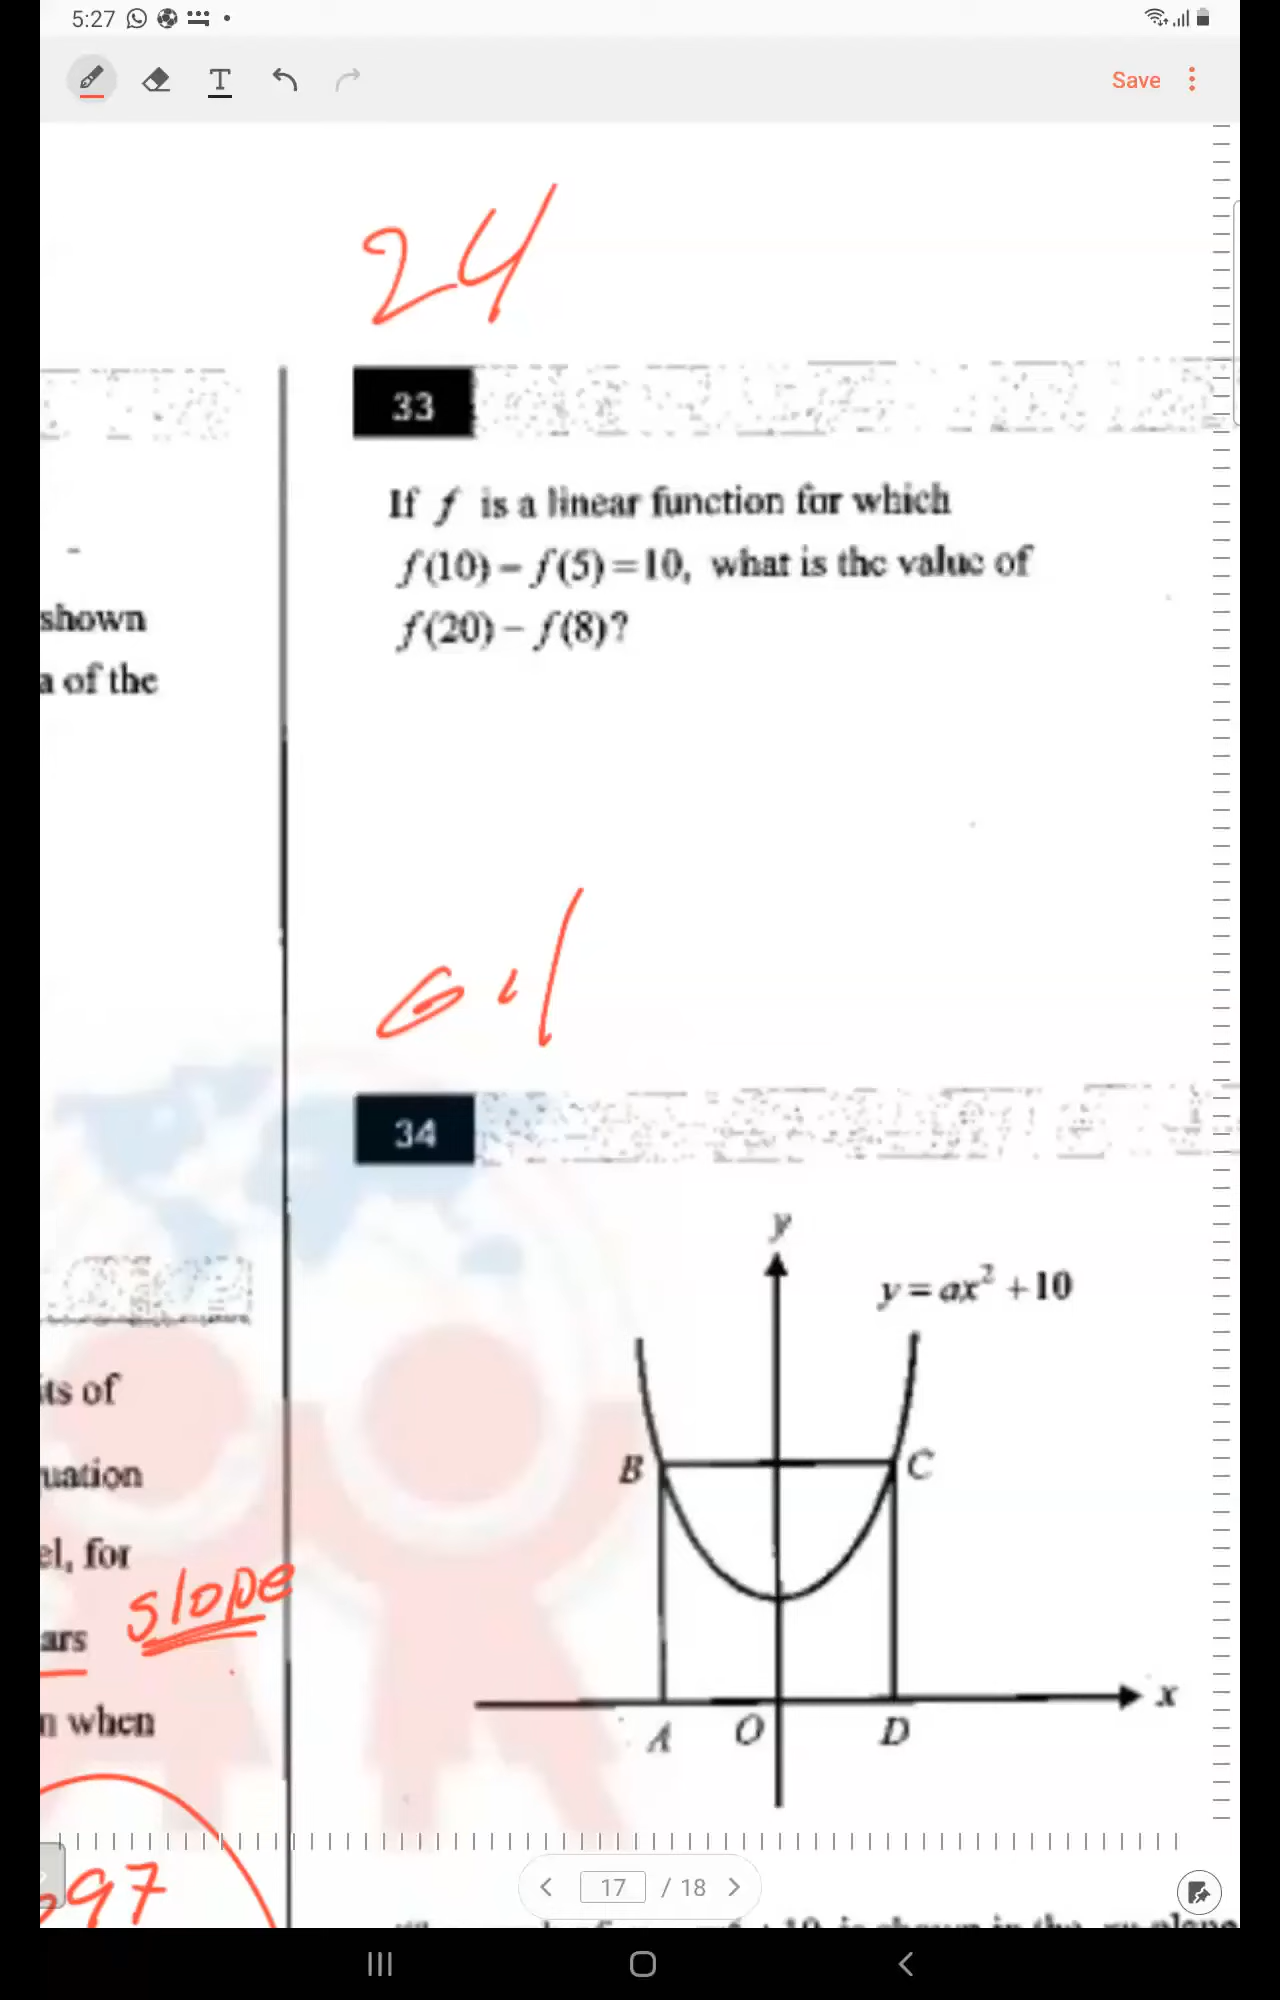 5:27
T
Save
24
33
If f is a linear function for which
f(10) – f(5) = 10, what is the value of
f(20) – f(8)?
shown
of the
34
y
y = ax² + 10
B
C
A
O
D
x
ts of
uation
el, for
slope
ars
n when
97
17 / 18